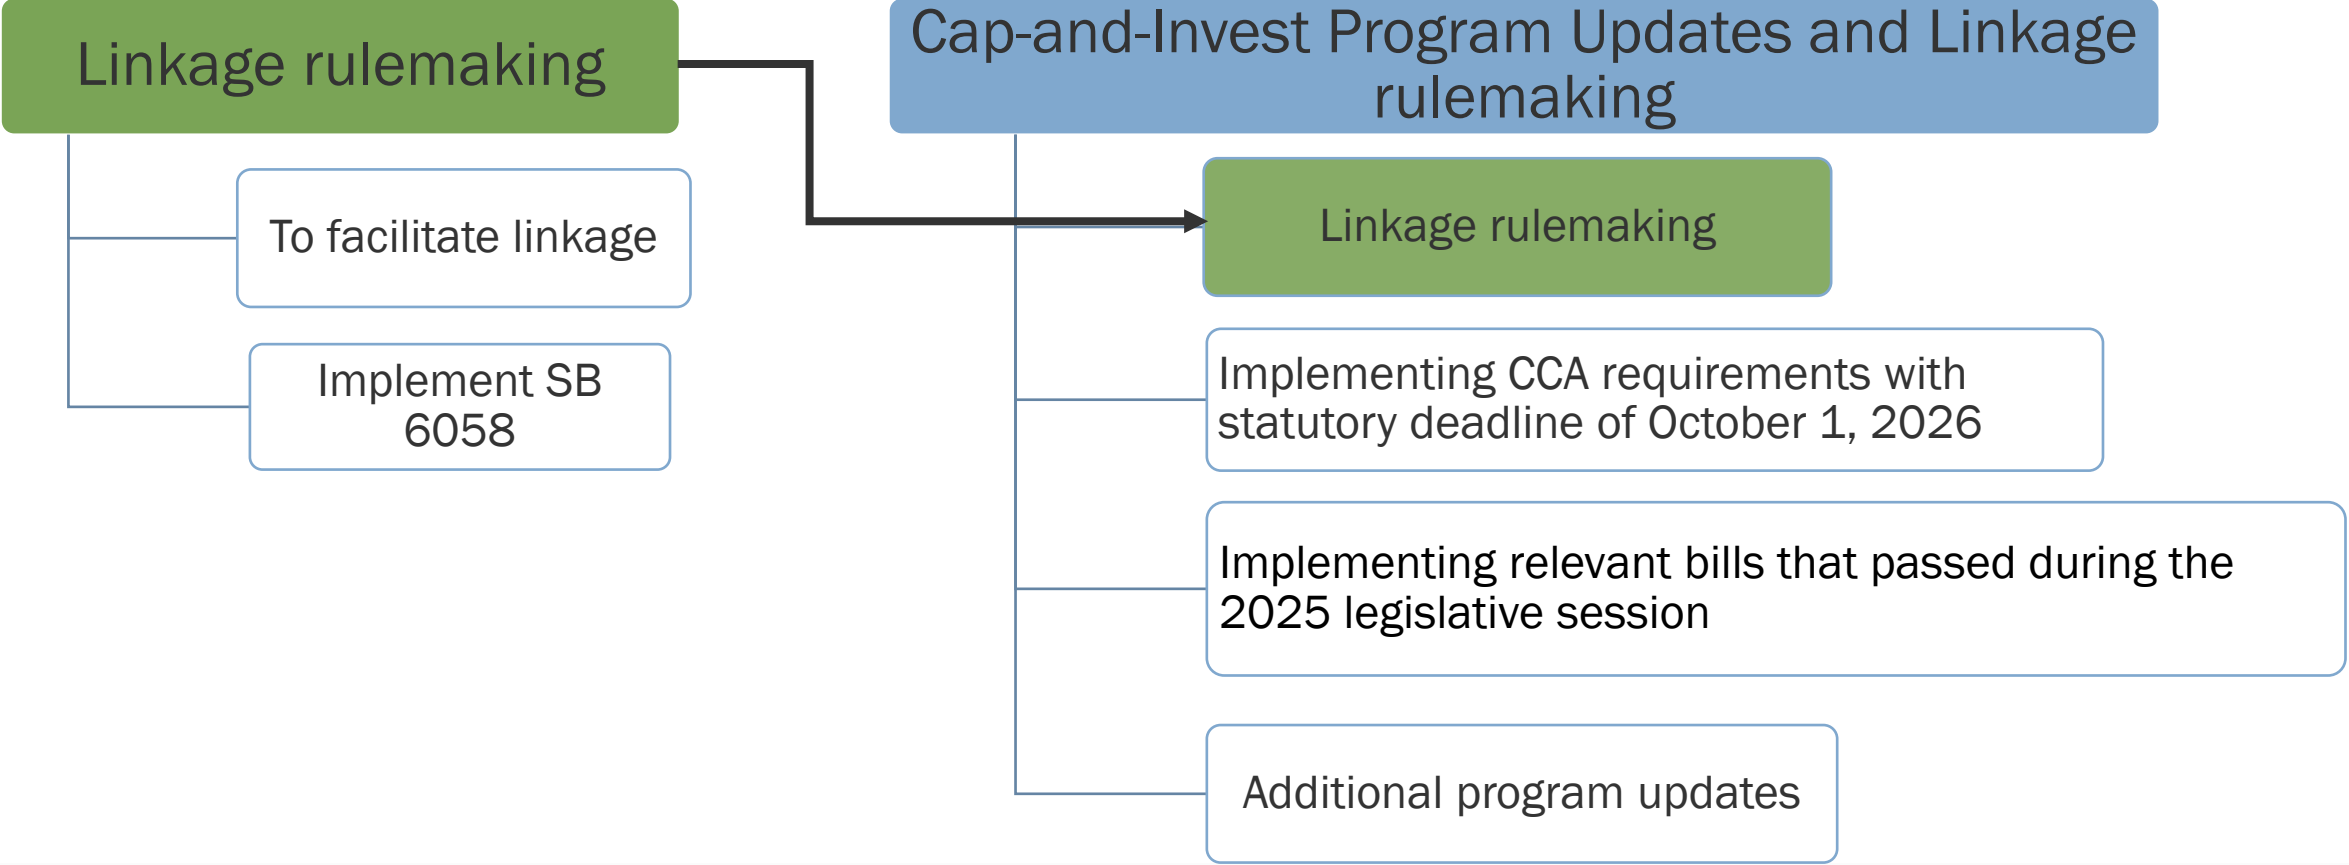 Linkage rulemaking
To facilitate linkage
Implement SB
6058
Cap-and-Invest Program Updates and Linkage
rulemaking
Linkage rulemaking
Implementing CCA requirements with
statutory deadline of October 1, 2026
Implementing relevant bills that passed during the
2025 legislative session
Additional program updates